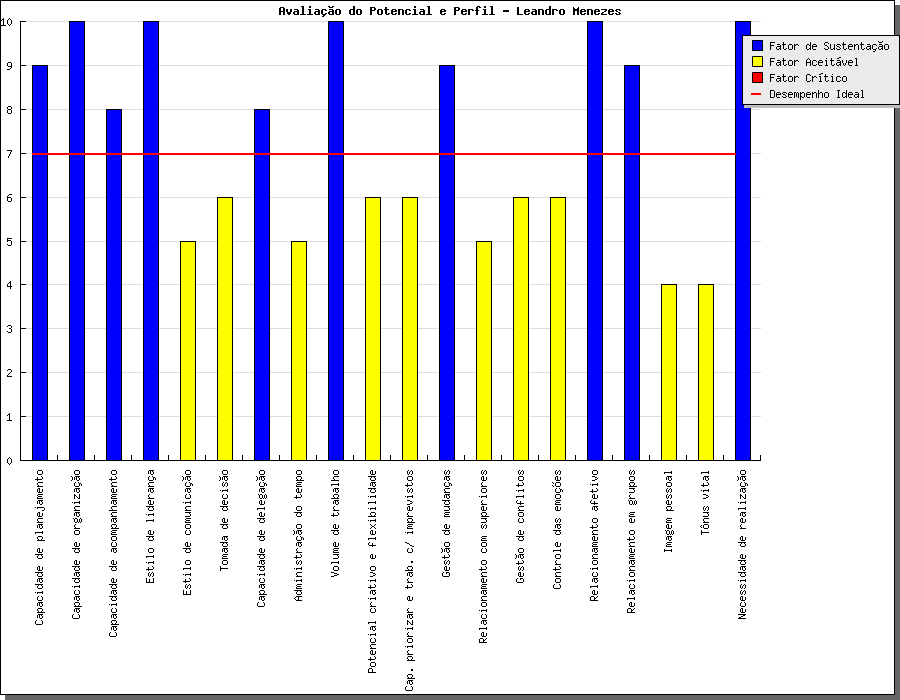 Avaliação do Potencial e Perfil - Leandro Menezes
10
9
8
7
6
5
4
3
2
1
0
Fator de Sustentação
Fator Aceitável
Fator Crítico
Desempenho Ideal
Capacidade de planejamento
Capacidade de organização
Capacidade de acompanhamento
Estilo de liderança
Estilo de comunicação
Tomada de decisão
Capacidade de delegação
Administração do tempo
Volume de trabalho
Potencial criativo e flexibilidade
Cap. priorizar e trab. c/ imprevistos
Gestão de mudanças
Relacionamento com superiores
Gestão de conflitos
Controle das emoções
Relacionamento afetivo
Relacionamento em grupos
Imagem pessoal
Tônus vital
Necessidade de realização